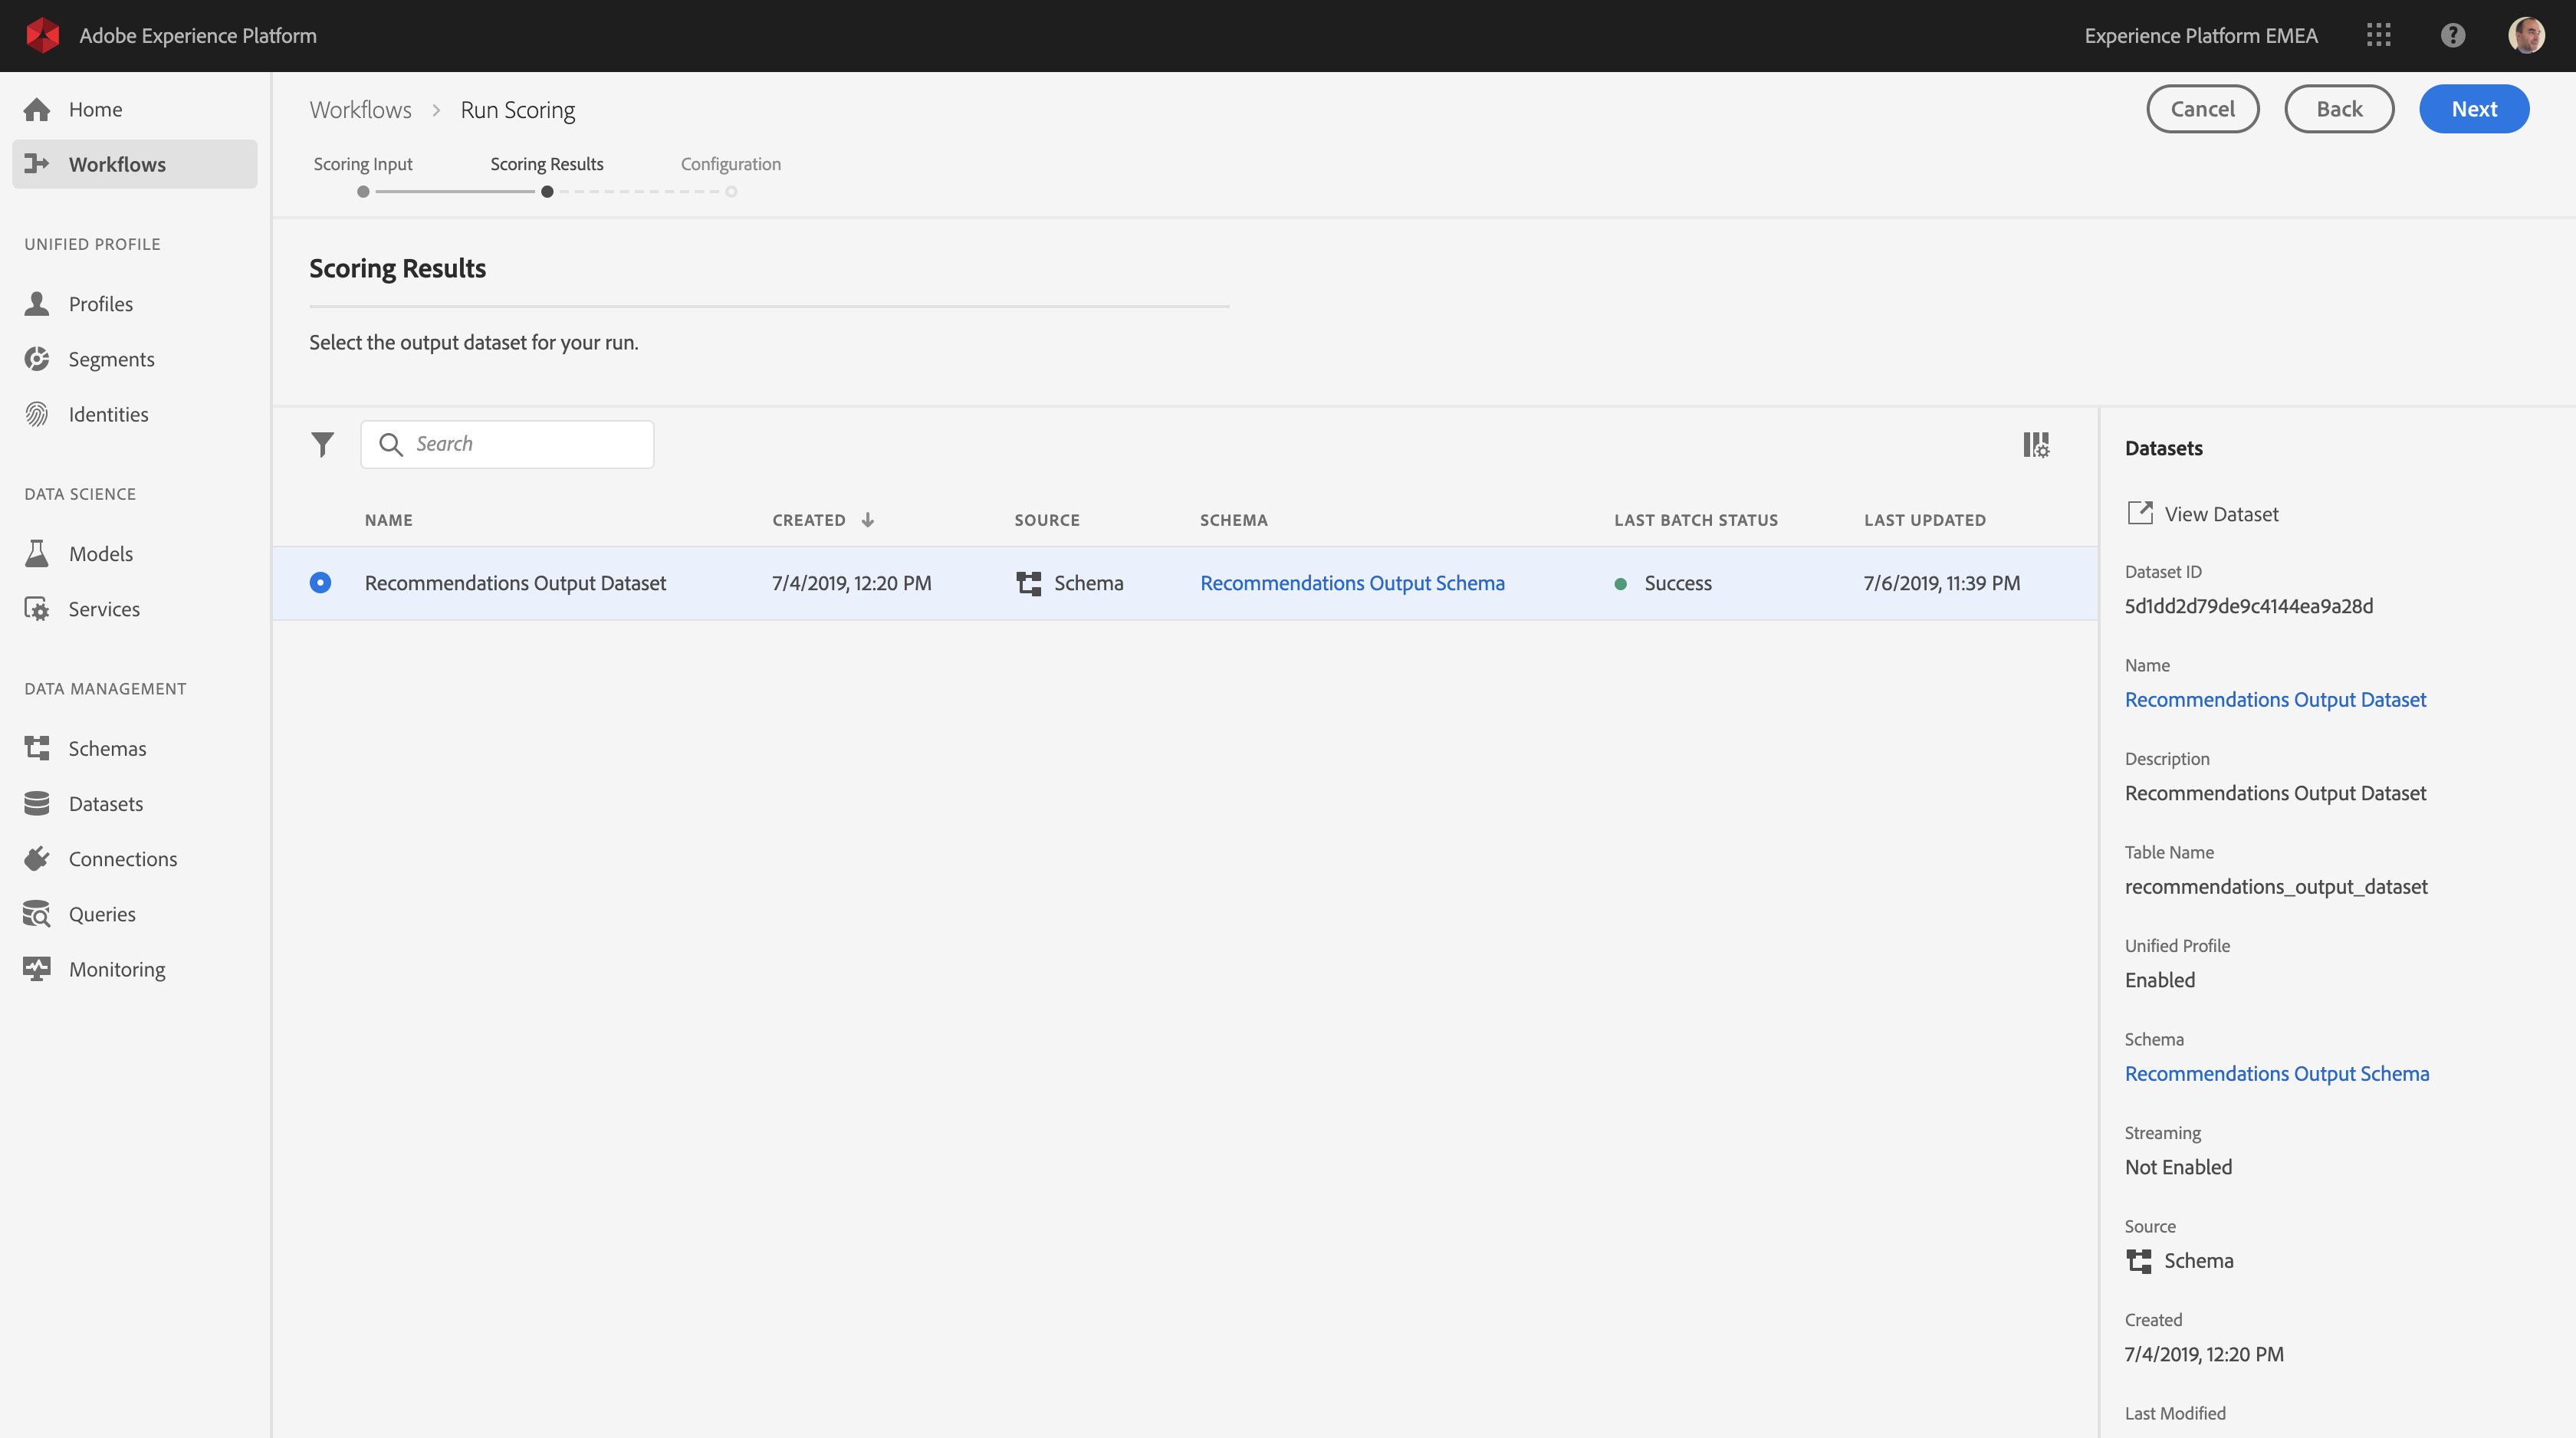 Adobe Experience Platform
Experience Platform EMEA
?
Home
Workflows
UNIFIED PROFILE
Profiles
Segments
Identities
DATA SCIENCE
Models
Services
DATA MANAGEMENT
Schemas
Datasets
Connections
Queries
Monitoring
Workflows > Run Scoring
Cancel
Back
Next
Scoring Input
Scoring Results
Configuration
Scoring Results
Select the output dataset for your run.
Search
NAME CREATED SOURCE SCHEMA LAST BATCH STATUS LAST UPDATED
Recommendations Output Dataset 7/4/2019, 12:20 PM Schema Recommendations Output Schema Success 7/6/2019, 11:39 PM
Datasets
View Dataset
Dataset ID
5d1dd2d79de9c4144ea9a28d
Name
Recommendations Output Dataset
Description
Recommendations Output Dataset
Table Name
recommendations_output_dataset
Unified Profile
Enabled
Schema
Recommendations Output Schema
Streaming
Not Enabled
Source
Schema
Created
7/4/2019, 12:20 PM
Last Modified